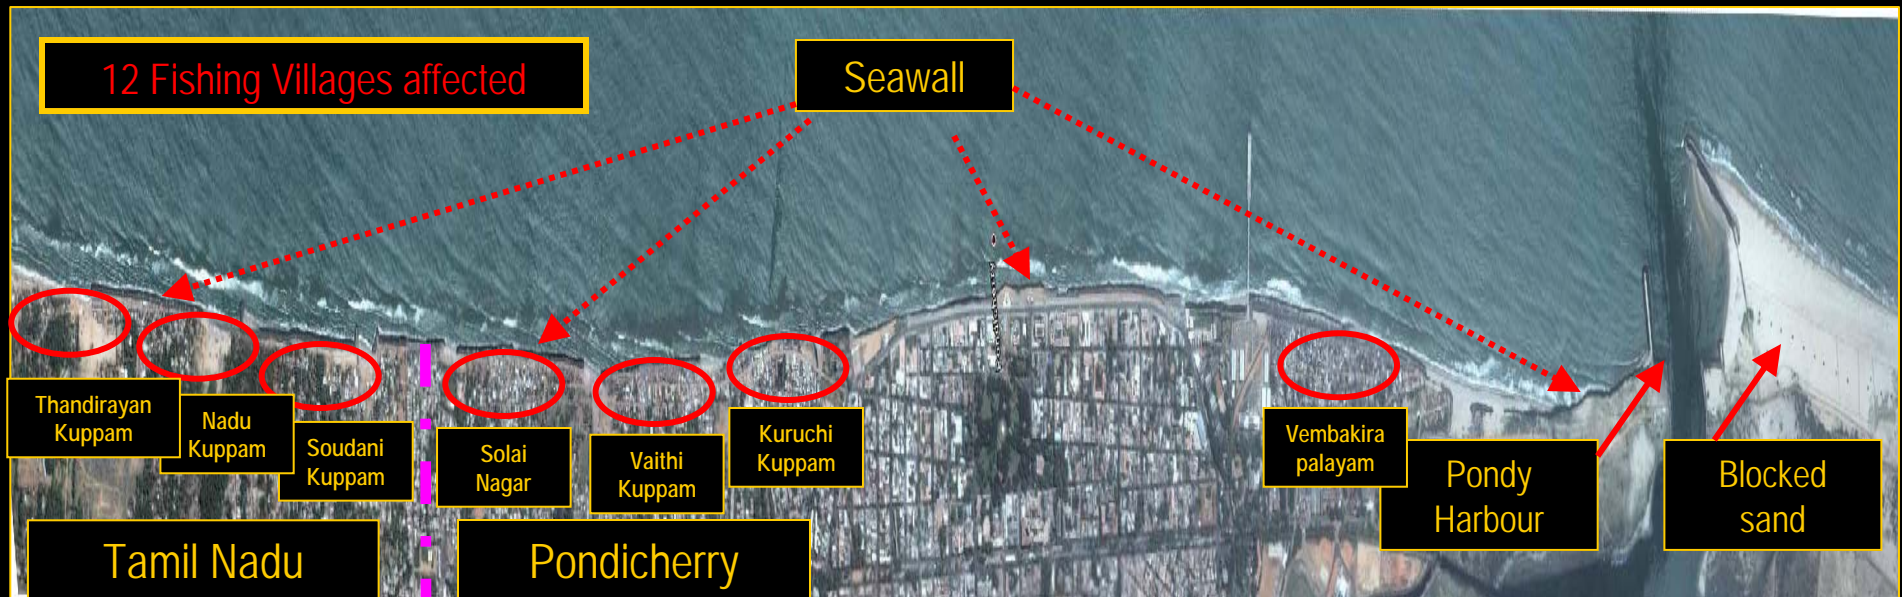 12 Fishing Villages affected
Seawall
Thandirayan
Kuppam
Nadu
Kuppam
Soudani
Kuppam
Solai
Nagar
Vaithi
Kuppam
Kuruchi
Kuppam
Vembakira
palayam
Pondy
Harbour
Blocked
sand
Tamil Nadu
Pondicherry